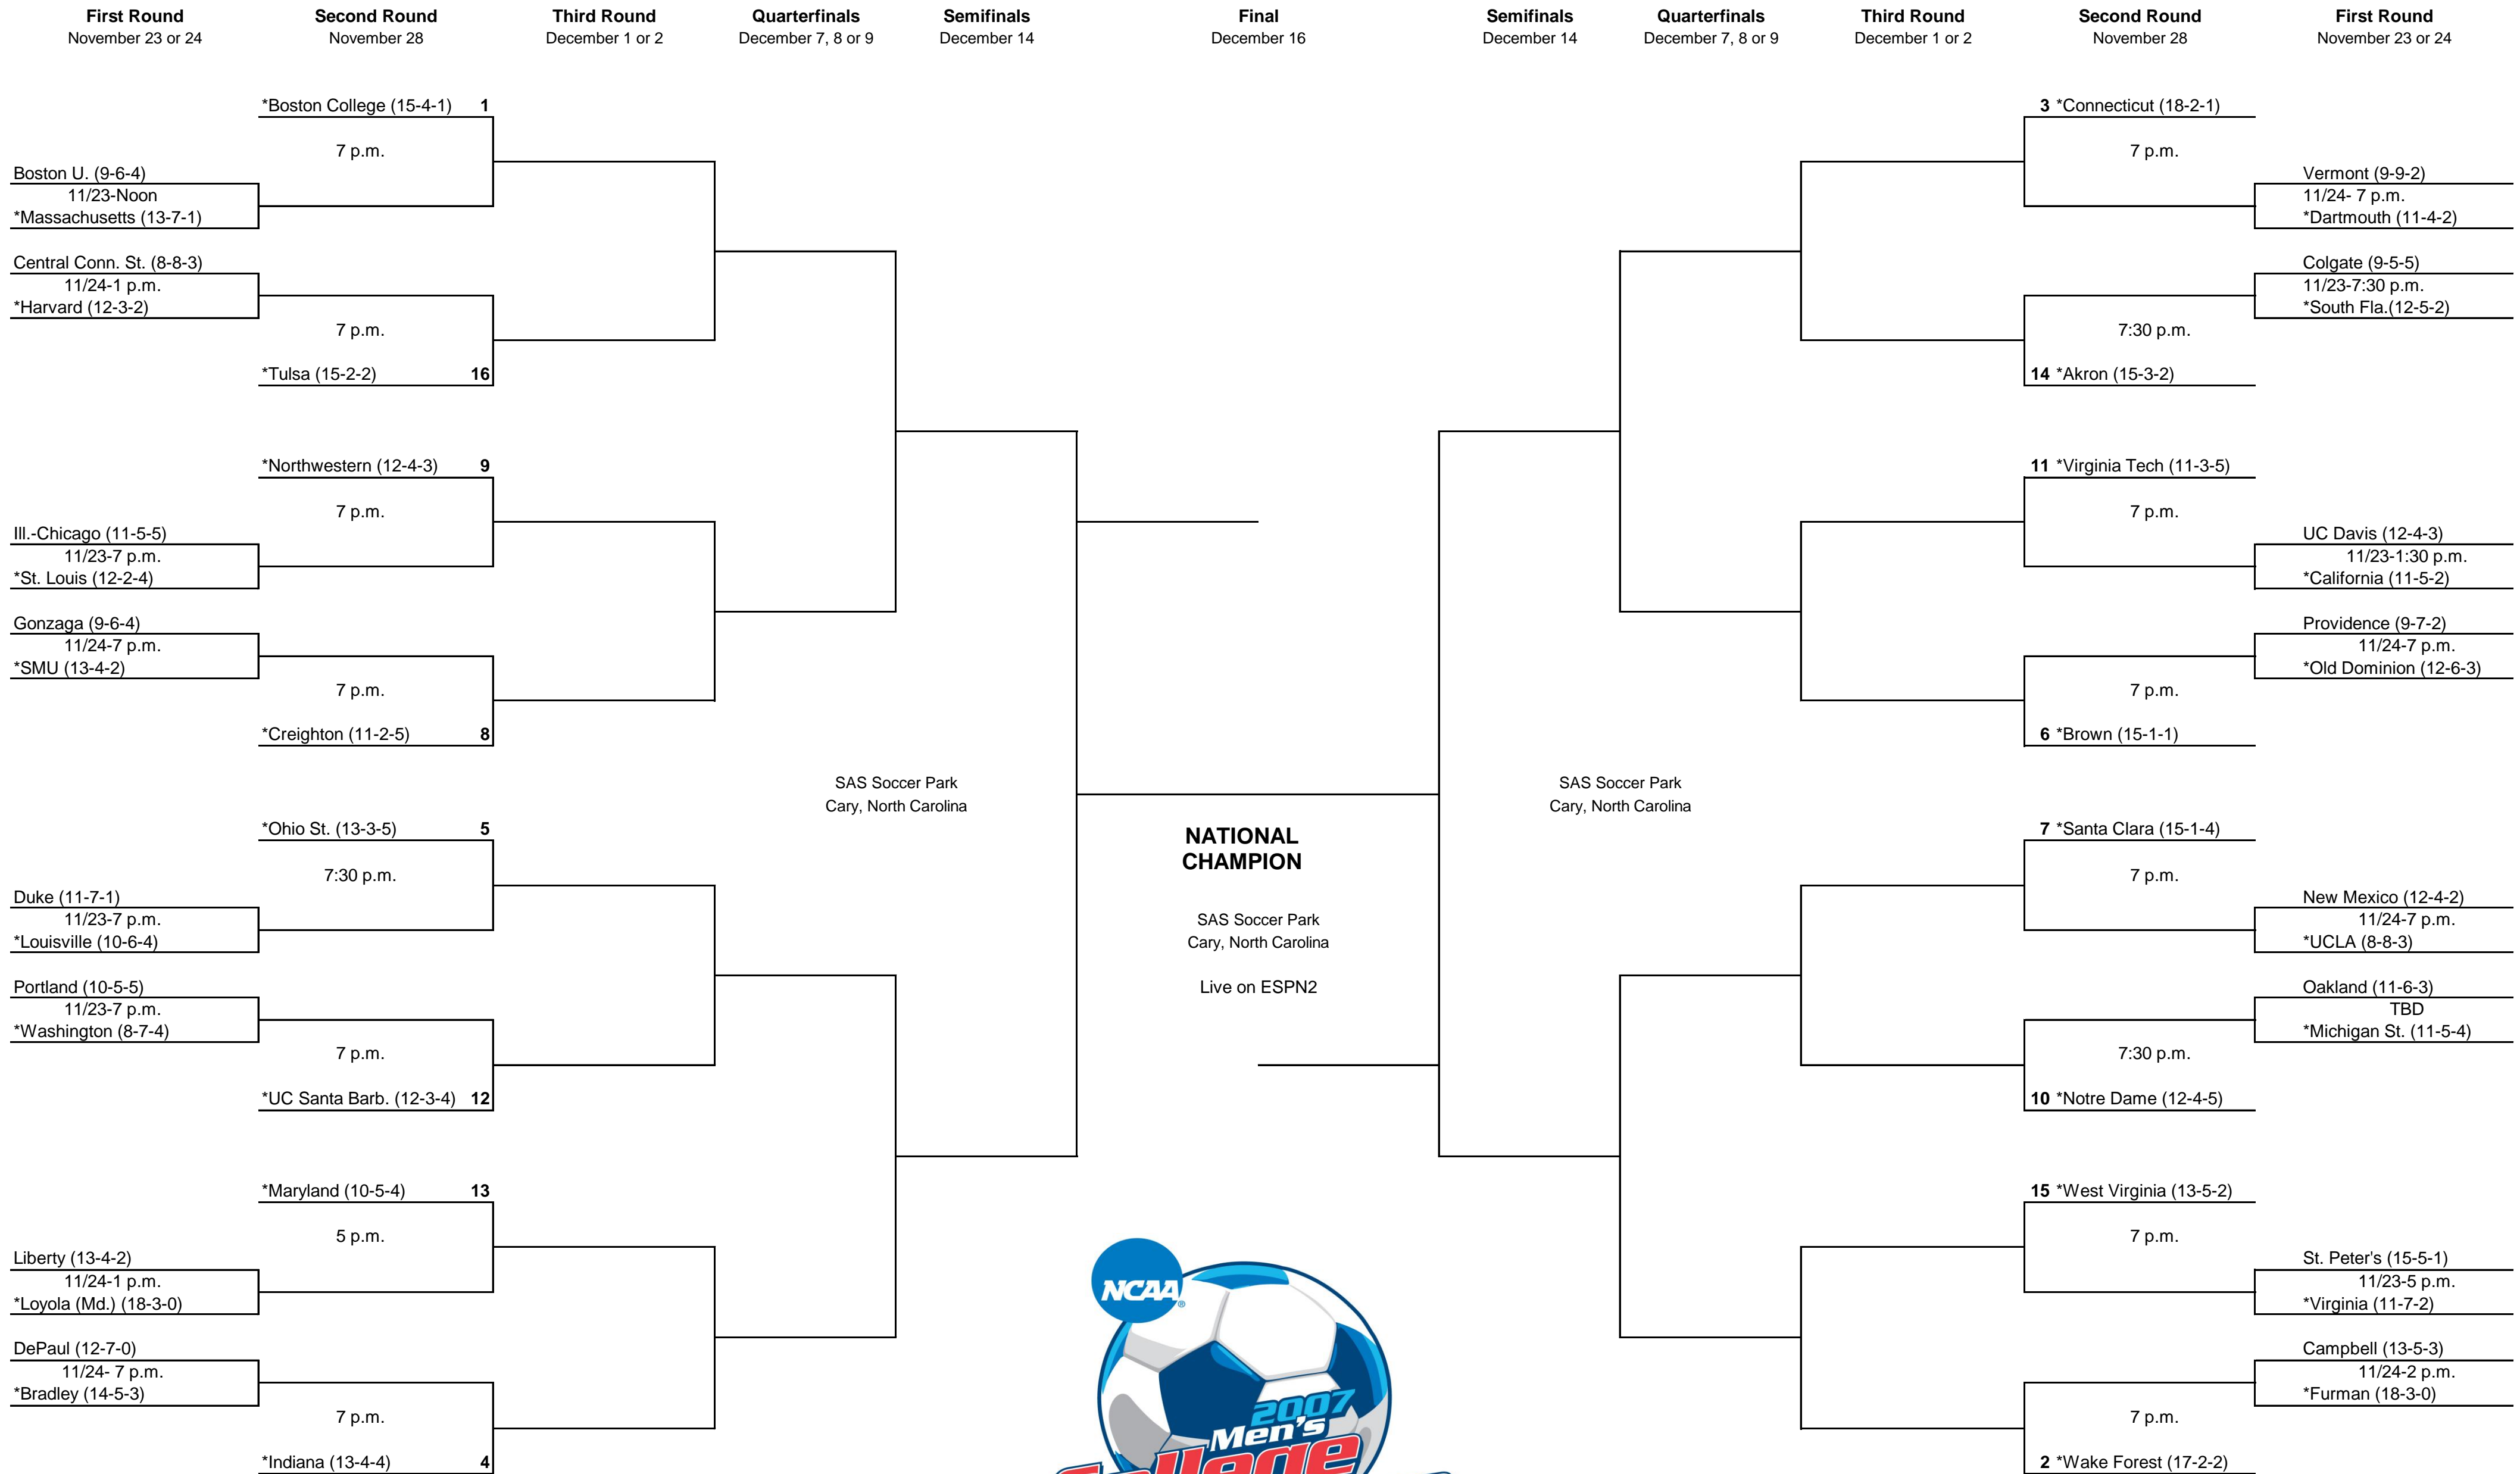 First Round
November 23 or 24
Second Round
November 28
Third Round
December 1 or 2
Quarterfinals
December 7, 8 or 9
Semifinals
December 14
Final
December 16
Semifinals
December 14
Quarterfinals
December 7, 8 or 9
Third Round
December 1 or 2
Second Round
November 28
First Round
November 23 or 24
*Boston College (15-4-1) 1
7 p.m.
Boston U. (9-6-4)
11/23-Noon
*Massachusetts (13-7-1)
Central Conn. St. (8-8-3)
11/24-1 p.m.
*Harvard (12-3-2)
7 p.m.
*Tulsa (15-2-2) 16
*Northwestern (12-4-3) 9
7 p.m.
Ill.-Chicago (11-5-5)
11/23-7 p.m.
*St. Louis (12-2-4)
Gonzaga (9-6-4)
11/24-7 p.m.
*SMU (13-4-2)
7 p.m.
*Creighton (11-2-5) 8
*Ohio St. (13-3-5) 5
7:30 p.m.
Duke (11-7-1)
11/23-7 p.m.
*Louisville (10-6-4)
Portland (10-5-5)
11/23-7 p.m.
*Washington (8-7-4)
7 p.m.
*UC Santa Barb. (12-3-4) 12
*Maryland (10-5-4) 13
5 p.m.
Liberty (13-4-2)
11/24-1 p.m.
*Loyola (Md.) (18-3-0)
DePaul (12-7-0)
11/24- 7 p.m.
*Bradley (14-5-3)
7 p.m.
*Indiana (13-4-4) 4
SAS Soccer Park
Cary, North Carolina
NATIONAL
CHAMPION
SAS Soccer Park
Cary, North Carolina
Live on ESPN2
SAS Soccer Park
Cary, North Carolina
3 *Connecticut (18-2-1)
7 p.m.
Vermont (9-9-2)
11/24- 7 p.m.
*Dartmouth (11-4-2)
Colgate (9-5-5)
11/23-7:30 p.m.
*South Fla.(12-5-2)
7:30 p.m.
14 *Akron (15-3-2)
11 *Virginia Tech (11-3-5)
7 p.m.
UC Davis (12-4-3)
11/23-1:30 p.m.
*California (11-5-2)
Providence (9-7-2)
11/24-7 p.m.
*Old Dominion (12-6-3)
7 p.m.
6 *Brown (15-1-1)
7 *Santa Clara (15-1-4)
7 p.m.
New Mexico (12-4-2)
11/24-7 p.m.
*UCLA (8-8-3)
Oakland (11-6-3)
TBD
*Michigan St. (11-5-4)
7:30 p.m.
10 *Notre Dame (12-4-5)
15 *West Virginia (13-5-2)
7 p.m.
St. Peter's (15-5-1)
11/23-5 p.m.
*Virginia (11-7-2)
Campbell (13-5-3)
11/24-2 p.m.
*Furman (18-3-0)
7 p.m.
2 *Wake Forest (17-2-2)
NCAA®
2007
Men's
College